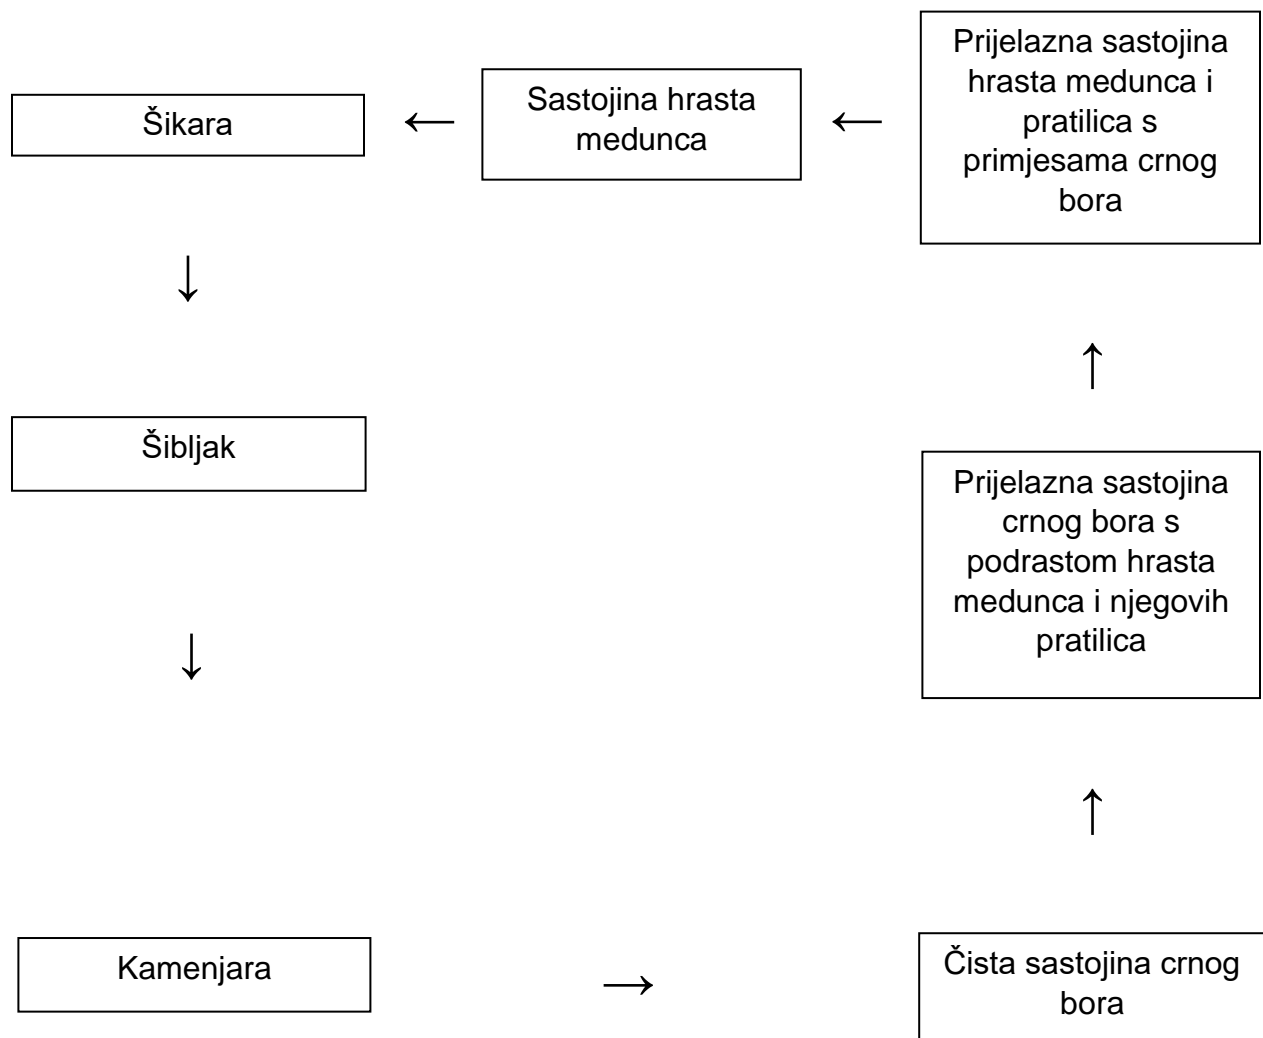 Prijelazna sastojina
hrasta medunca i
pratilica s
primjesama crnog
bora
Sastojina hrasta
medunca
Šikara
Šibljak
Prijelazna sastojina
crnog bora s
podrastom hrasta
medunca i njegovih
pratilica
Kamenjara
Čista sastojina crnog
bora